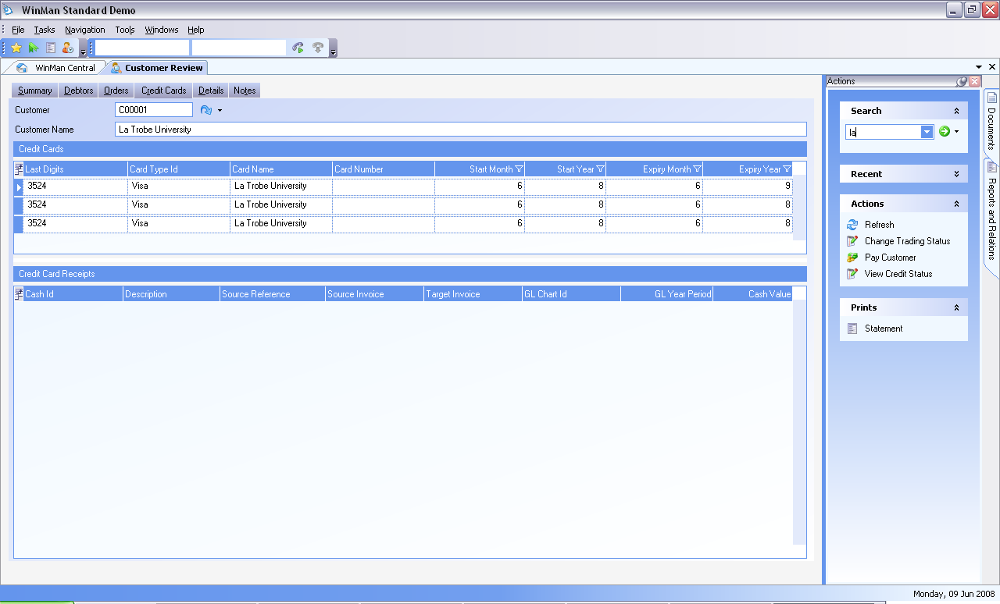 WinMan Standard Demo
File Tasks Navigation Tools Windows Help
WinMan Central Customer Review
Summary Debtors Orders Credit Cards Details Notes
Customer C00001
Customer Name La Trobe University
Credit Cards
Last Digits Card Type Id Card Name Card Number Start Month Start Year Expiry Month Expiry Year
3524 Visa La Trobe University 6 8 6 9
3524 Visa La Trobe University 6 8 6 8
3524 Visa La Trobe University 6 8 6 8
Credit Card Receipts
Cash Id Description Source Reference Source Invoice Target Invoice GL Chart Id GL Year Period Cash Value
Actions
Search
la
Recent
Actions
Refresh
Change Trading Status
Pay Customer
View Credit Status
Prints
Statement
Documents
Reports and Relations
Monday, 09 Jun 2008